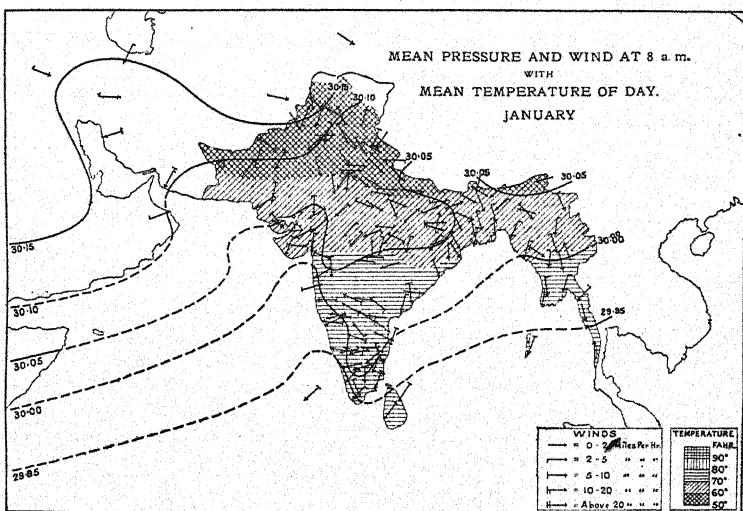 MEAN PRESSURE AND WIND AT 8 a.m.
WITH
MEAN TEMPERATURE OF DAY.
JANUARY
30·15
30·10
30·05
30·05
30·05
30·15
30·00
30·10
29·85
30·05
30·00
29·85
WINDS
= 0-2 Miles Per Hr.
= 2-5 " " "
= 5-10 " " "
= 10-20 " " "
= Above 20 " " "
TEMPERATURE
FAHR.
90°
80°
70°
60°
50°